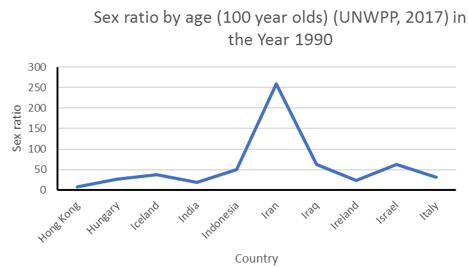 Sex ratio by age (100 year olds) (UNWPP, 2017) in
the Year 1990
300
250
200
150
100
50
0
Sex ratio
Hong Kong
Hungary
Iceland
India
Indonesia
Iran
Iraq
Ireland
Israel
Italy
Country